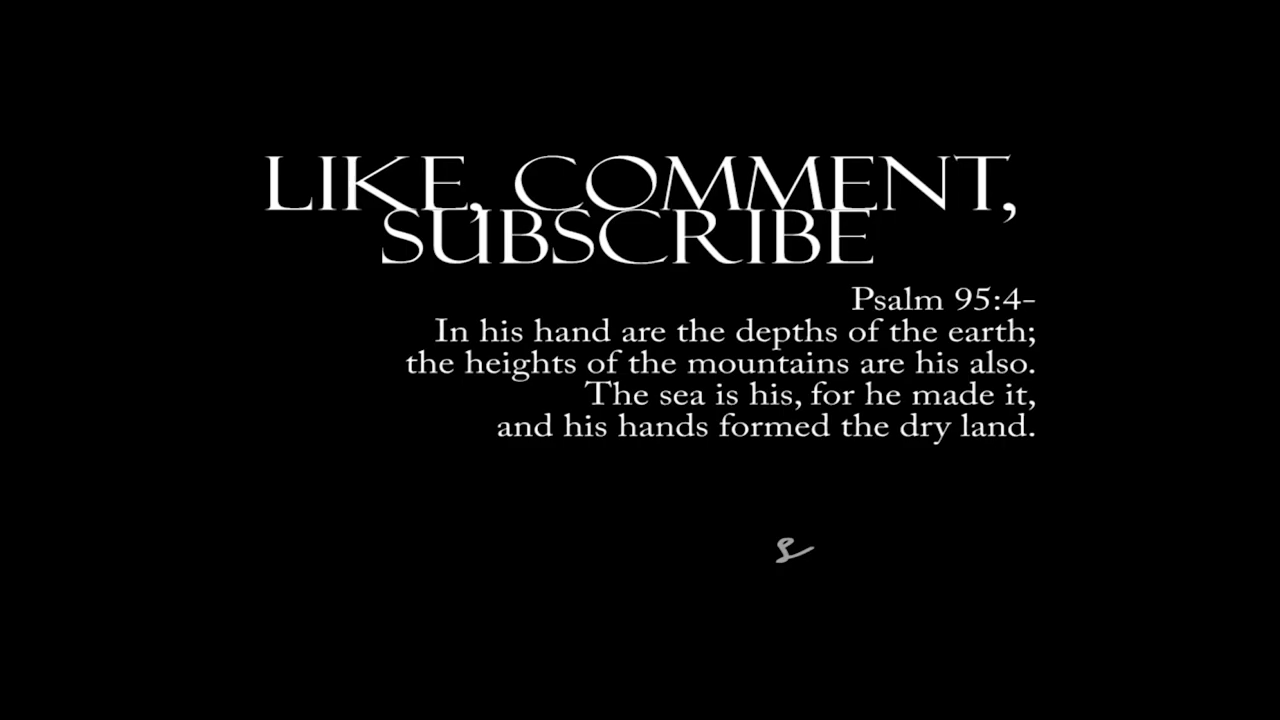 LIKE, COMMENT,
SUBSCRIBE
Psalm 95:4-
In his hand are the depths of the earth;
the heights of the mountains are his also.
The sea is his, for he made it,
and his hands formed the dry land.